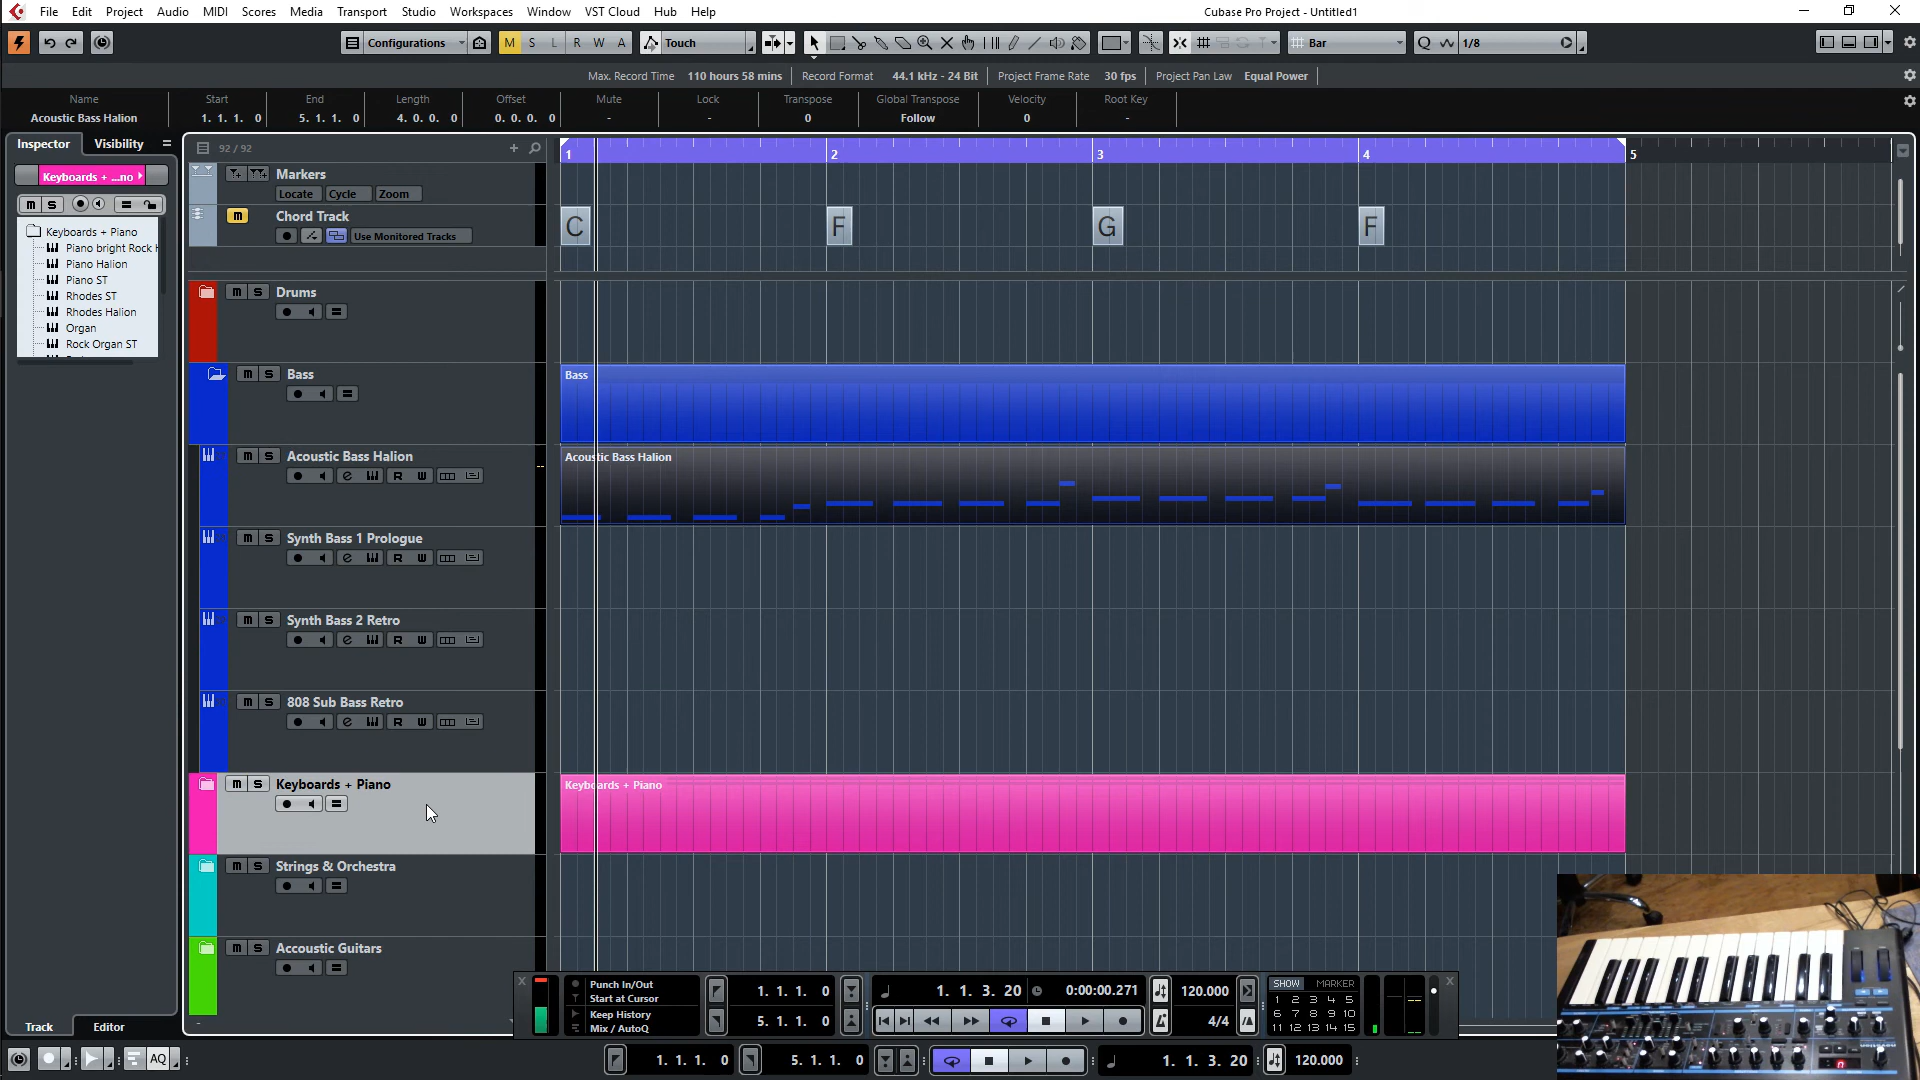 File Edit Project Audio MIDI Scores Media Transport Studio Workspaces Window VST Cloud Hub Help
Cubase Pro Project - Untitled1
Configurations M S L R W A Touch Bar Q 1/8
Max. Record Time 110 hours 58 mins Record Format 44.1 kHz - 24 Bit Project Frame Rate 30 fps Project Pan Law Equal Power
Name Start End Length Offset Mute Lock Transpose Global Transpose Velocity Root Key
Acoustic Bass Halion 1. 1. 1. 0 5. 1. 1. 0 4. 0. 0. 0 0. 0. 0. 0 - - 0 Follow 0 -
Inspector Visibility
92 / 92
1 2 3 4 5
Keyboards + ...no
m s
Keyboards + Piano
Piano bright Rock H
Piano Halion
Piano ST
Rhodes ST
Rhodes Halion
Organ
Rock Organ ST
Markers
Locate Cycle Zoom
m Chord Track
Use Monitored Tracks
C F G F
m s Drums
m s Bass
Bass
m s Acoustic Bass Halion
R W
Acoustic Bass Halion
m s Synth Bass 1 Prologue
R W
m s Synth Bass 2 Retro
R W
m s 808 Sub Bass Retro
R W
m s Keyboards + Piano
Keyboards + Piano
m s Strings & Orchestra
m s Accoustic Guitars
Punch In/Out
Start at Cursor
Keep History
Mix / AutoQ
1. 1. 1. 0
5. 1. 1. 0
1. 1. 3. 20 0:00:00.271
120.000
4/4
SHOW MARKER
1 2 3 4 5
6 7 8 9 10
11 12 13 14 15
Track Editor
AQ
1. 1. 1. 0 5. 1. 1. 0 1. 1. 3. 20 120.000